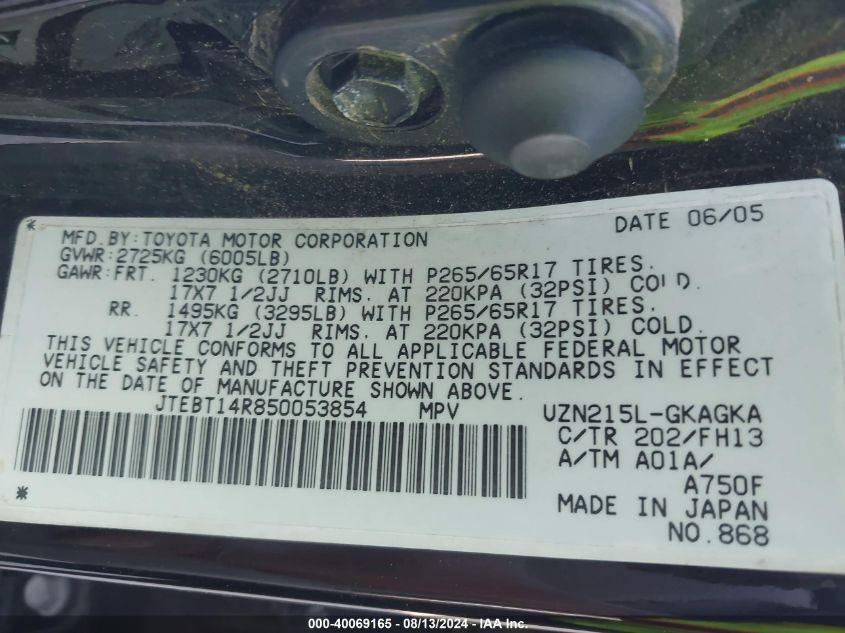 * DATE 06/05
MFD.BY:TOYOTA MOTOR CORPORATION
GVWR:2725KG (6005LB)
GAWR:FRT. 1230KG (2710LB) WITH P265/65R17 TIRES.
17X7 1/2JJ RIMS. AT 220KPA (32PSI) COLD.
RR. 1495KG (3295LB) WITH P265/65R17 TIRES.
17X7 1/2JJ RIMS. AT 220KPA (32PSI) COLD.
THIS VEHICLE CONFORMS TO ALL APPLICABLE FEDERAL MOTOR
VEHICLE SAFETY AND THEFT PREVENTION STANDARDS IN EFFECT
ON THE DATE OF MANUFACTURE SHOWN ABOVE.
JTEBT14R850053854 MPV UZN215L-GKAGKA
C/TR 202/FH13
A/TM A01A/
A750F
*
MADE IN JAPAN
NO.868
000-40069165 - 08/13/2024 - IAA Inc.